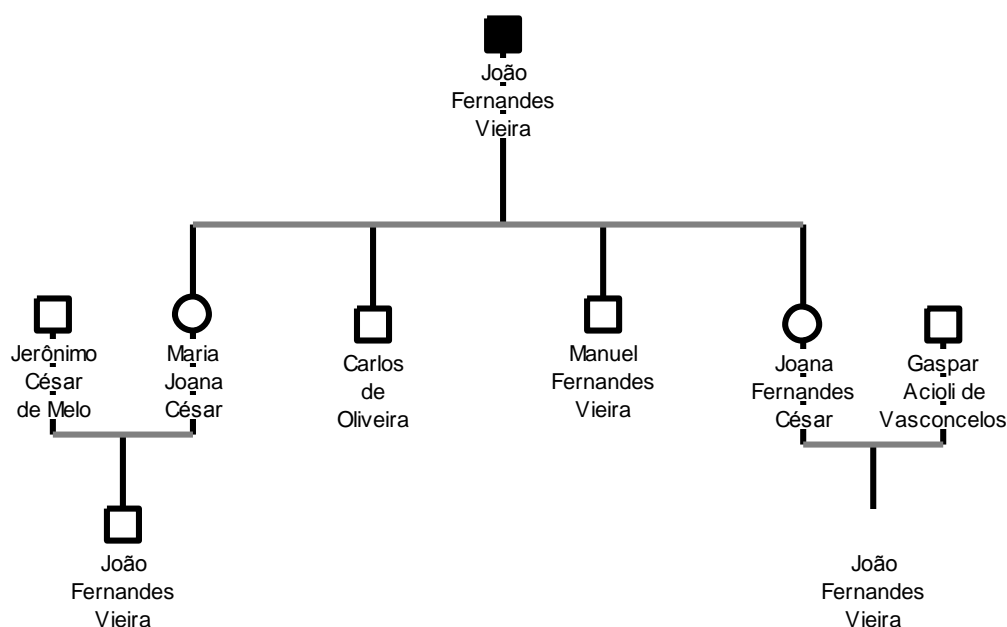 João
Fernandes
Vieira
Jerônimo
César
de Melo
Maria
Joana
César
Carlos
de
Oliveira
Manuel
Fernandes
Vieira
Joana
Fernandes
César
Gaspar
Acioli de
Vasconcelos
João
Fernandes
Vieira
João
Fernandes
Vieira